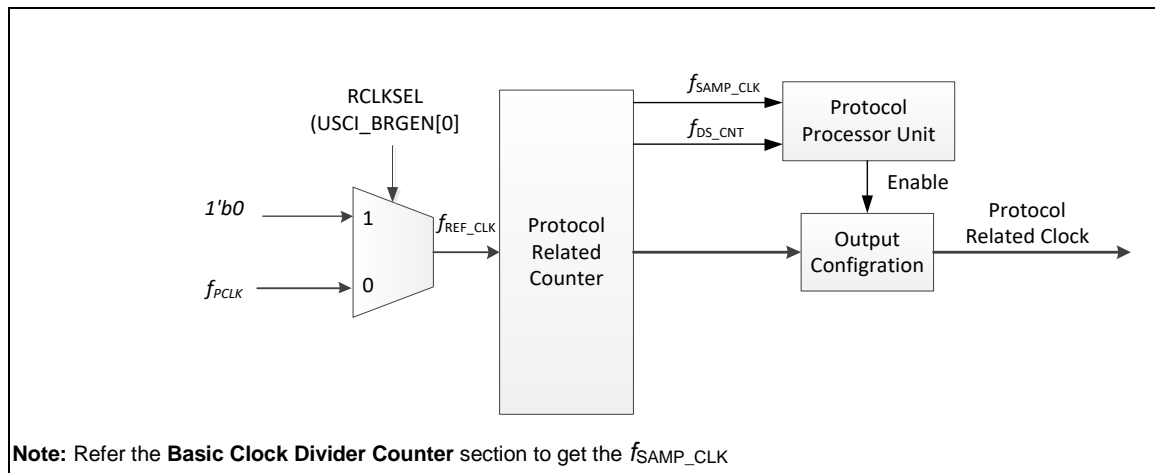 RCLKSEL
(USCI_BRGEN[0]
1'b0
1
fPCLK
0
fREF_CLK
Protocol
Related
Counter
fSAMP_CLK
fDS_CNT
Protocol
Processor Unit
Enable
Output
Configration
Protocol
Related Clock
Note: Refer the Basic Clock Divider Counter section to get the fSAMP_CLK